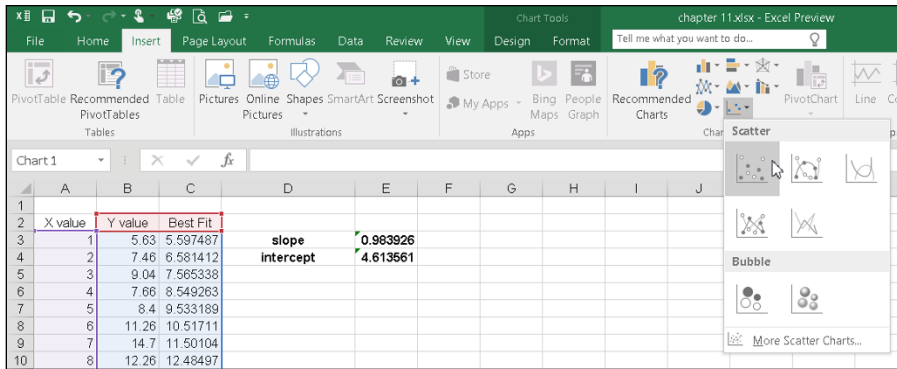 chapter 11.xlsx - Excel Preview
Chart Tools
File Home Insert Page Layout Formulas Data Review View Design Format Tell me what you want to do...
PivotTable Recommended PivotTables Table
Tables
Pictures Online Pictures Shapes SmartArt Screenshot
Illustrations
Store
My Apps
Bing Maps People Graph
Apps
Recommended Charts
PivotChart
Line
Scatter
Bubble
More Scatter Charts...
Chart 1 fx
A B C D E F G H I J
1
2 X value Y value Best Fit
3 1 5.63 5.597487 slope 0.983926
4 2 7.46 6.581412 intercept 4.613561
5 3 9.04 7.565338
6 4 7.66 8.549263
7 5 8.4 9.533189
8 6 11.26 10.51711
9 7 14.7 11.50104
10 8 12.26 12.48497